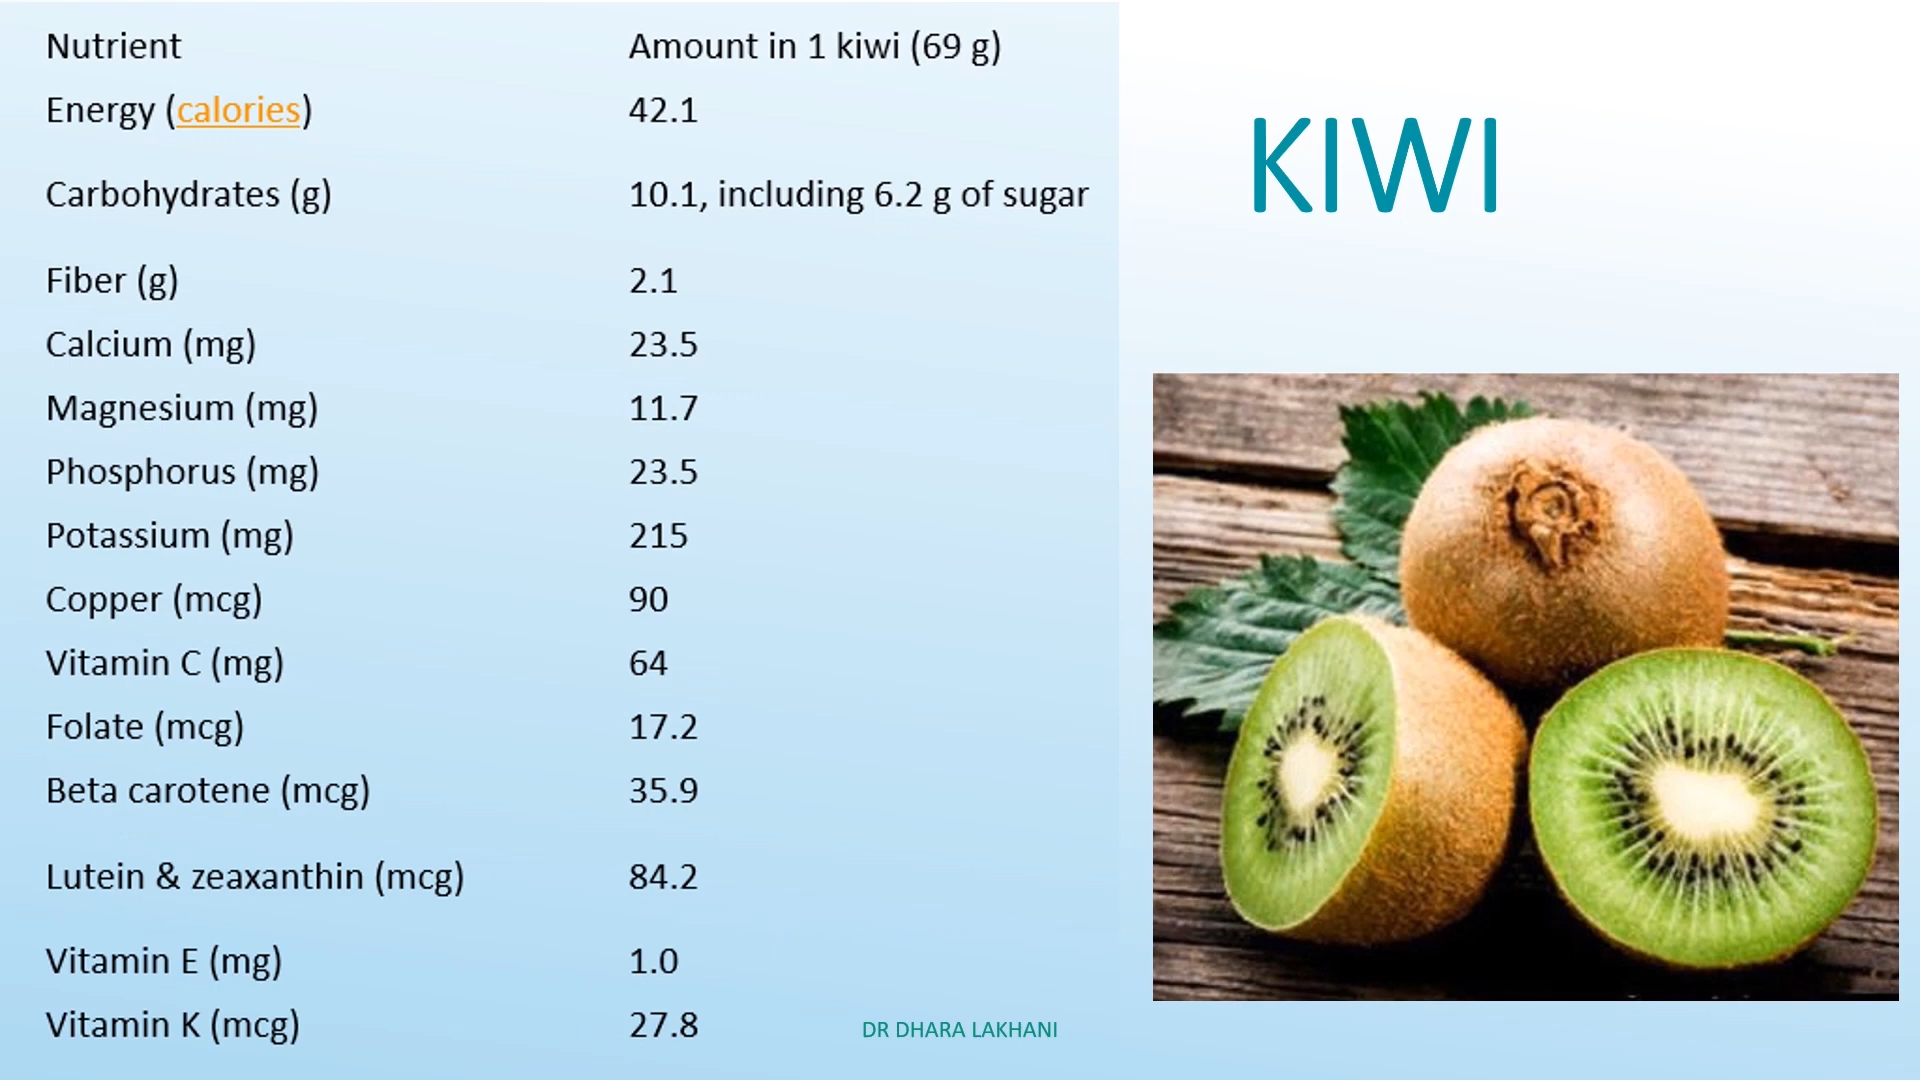 Nutrient Amount in 1 kiwi (69 g)
Energy (calories) 42.1
Carbohydrates (g) 10.1, including 6.2 g of sugar
Fiber (g) 2.1
Calcium (mg) 23.5
Magnesium (mg) 11.7
Phosphorus (mg) 23.5
Potassium (mg) 215
Copper (mcg) 90
Vitamin C (mg) 64
Folate (mcg) 17.2
Beta carotene (mcg) 35.9
Lutein & zeaxanthin (mcg) 84.2
Vitamin E (mg) 1.0
Vitamin K (mcg) 27.8
KIWI
DR DHARA LAKHANI